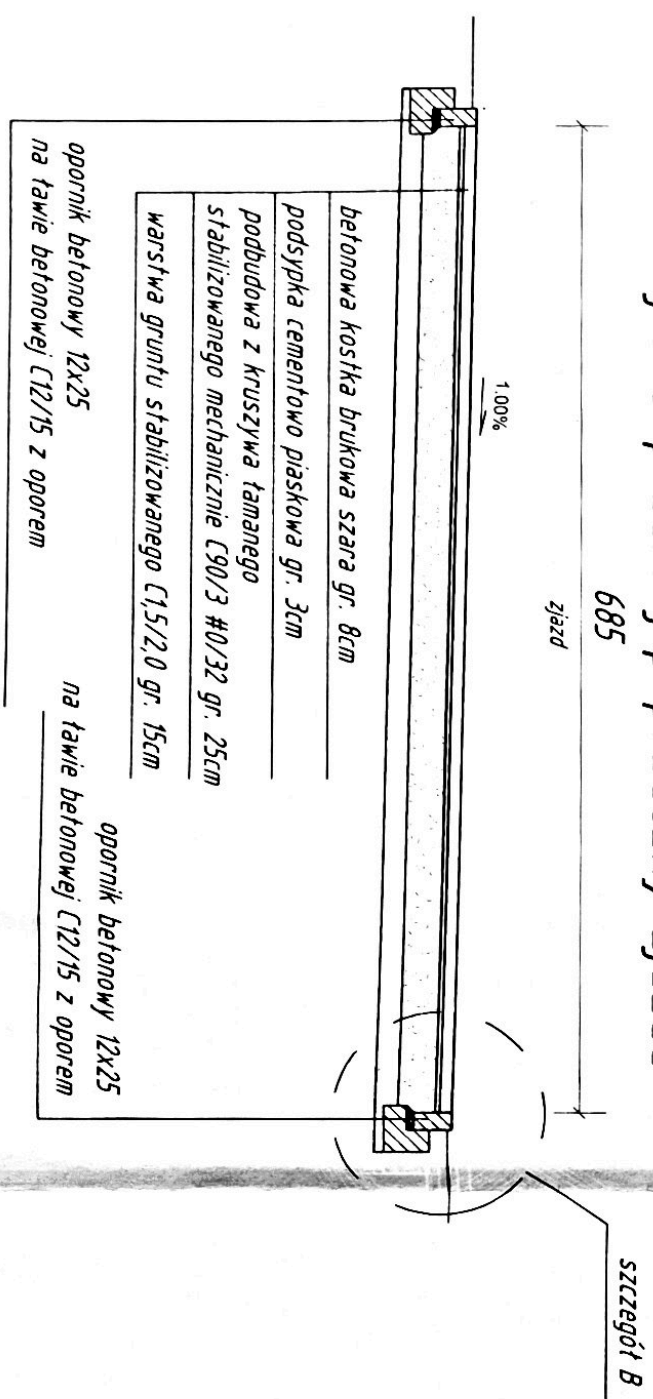 685
zjazd
1.00%
szczegół B
betonowa kostka brukowa szara gr. 8cm
podsypka cementowo piaskowa gr. 3cm
podbudowa z kruszywa łamanego
stabilizowanego mechanicznie C90/3 #0/32 gr. 25cm
warstwa gruntu stabilizowanego C1,5/2,0 gr. 15cm
opornik betonowy 12x25
na ławie betonowej C12/15 z oporem
opornik betonowy 12x25
na ławie betonowej C12/15 z oporem